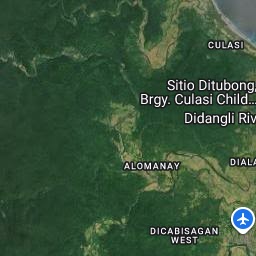 CULASI
Sitio Ditubong,
Brgy. Culasi Child...
Didangli Riv
ALOMANAY
DIALA
DICABISAGAN
WEST